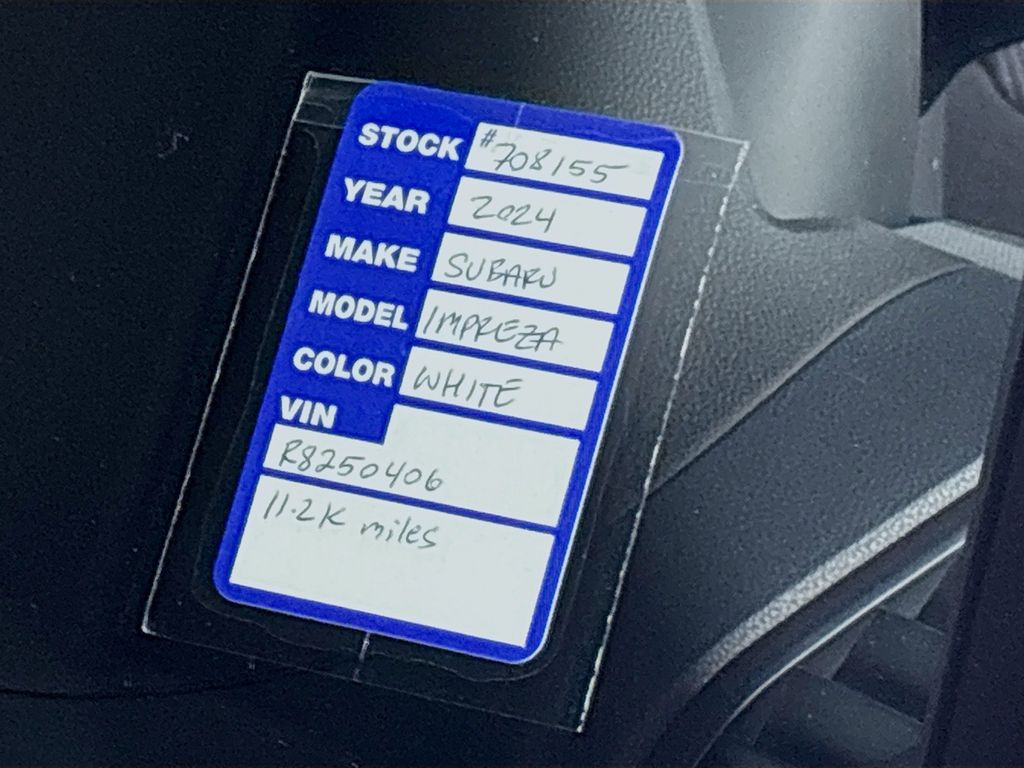 STOCK #708155
YEAR 2024
MAKE SUBARU
MODEL IMPREZA
COLOR WHITE
VIN
R8250406
11.2K miles